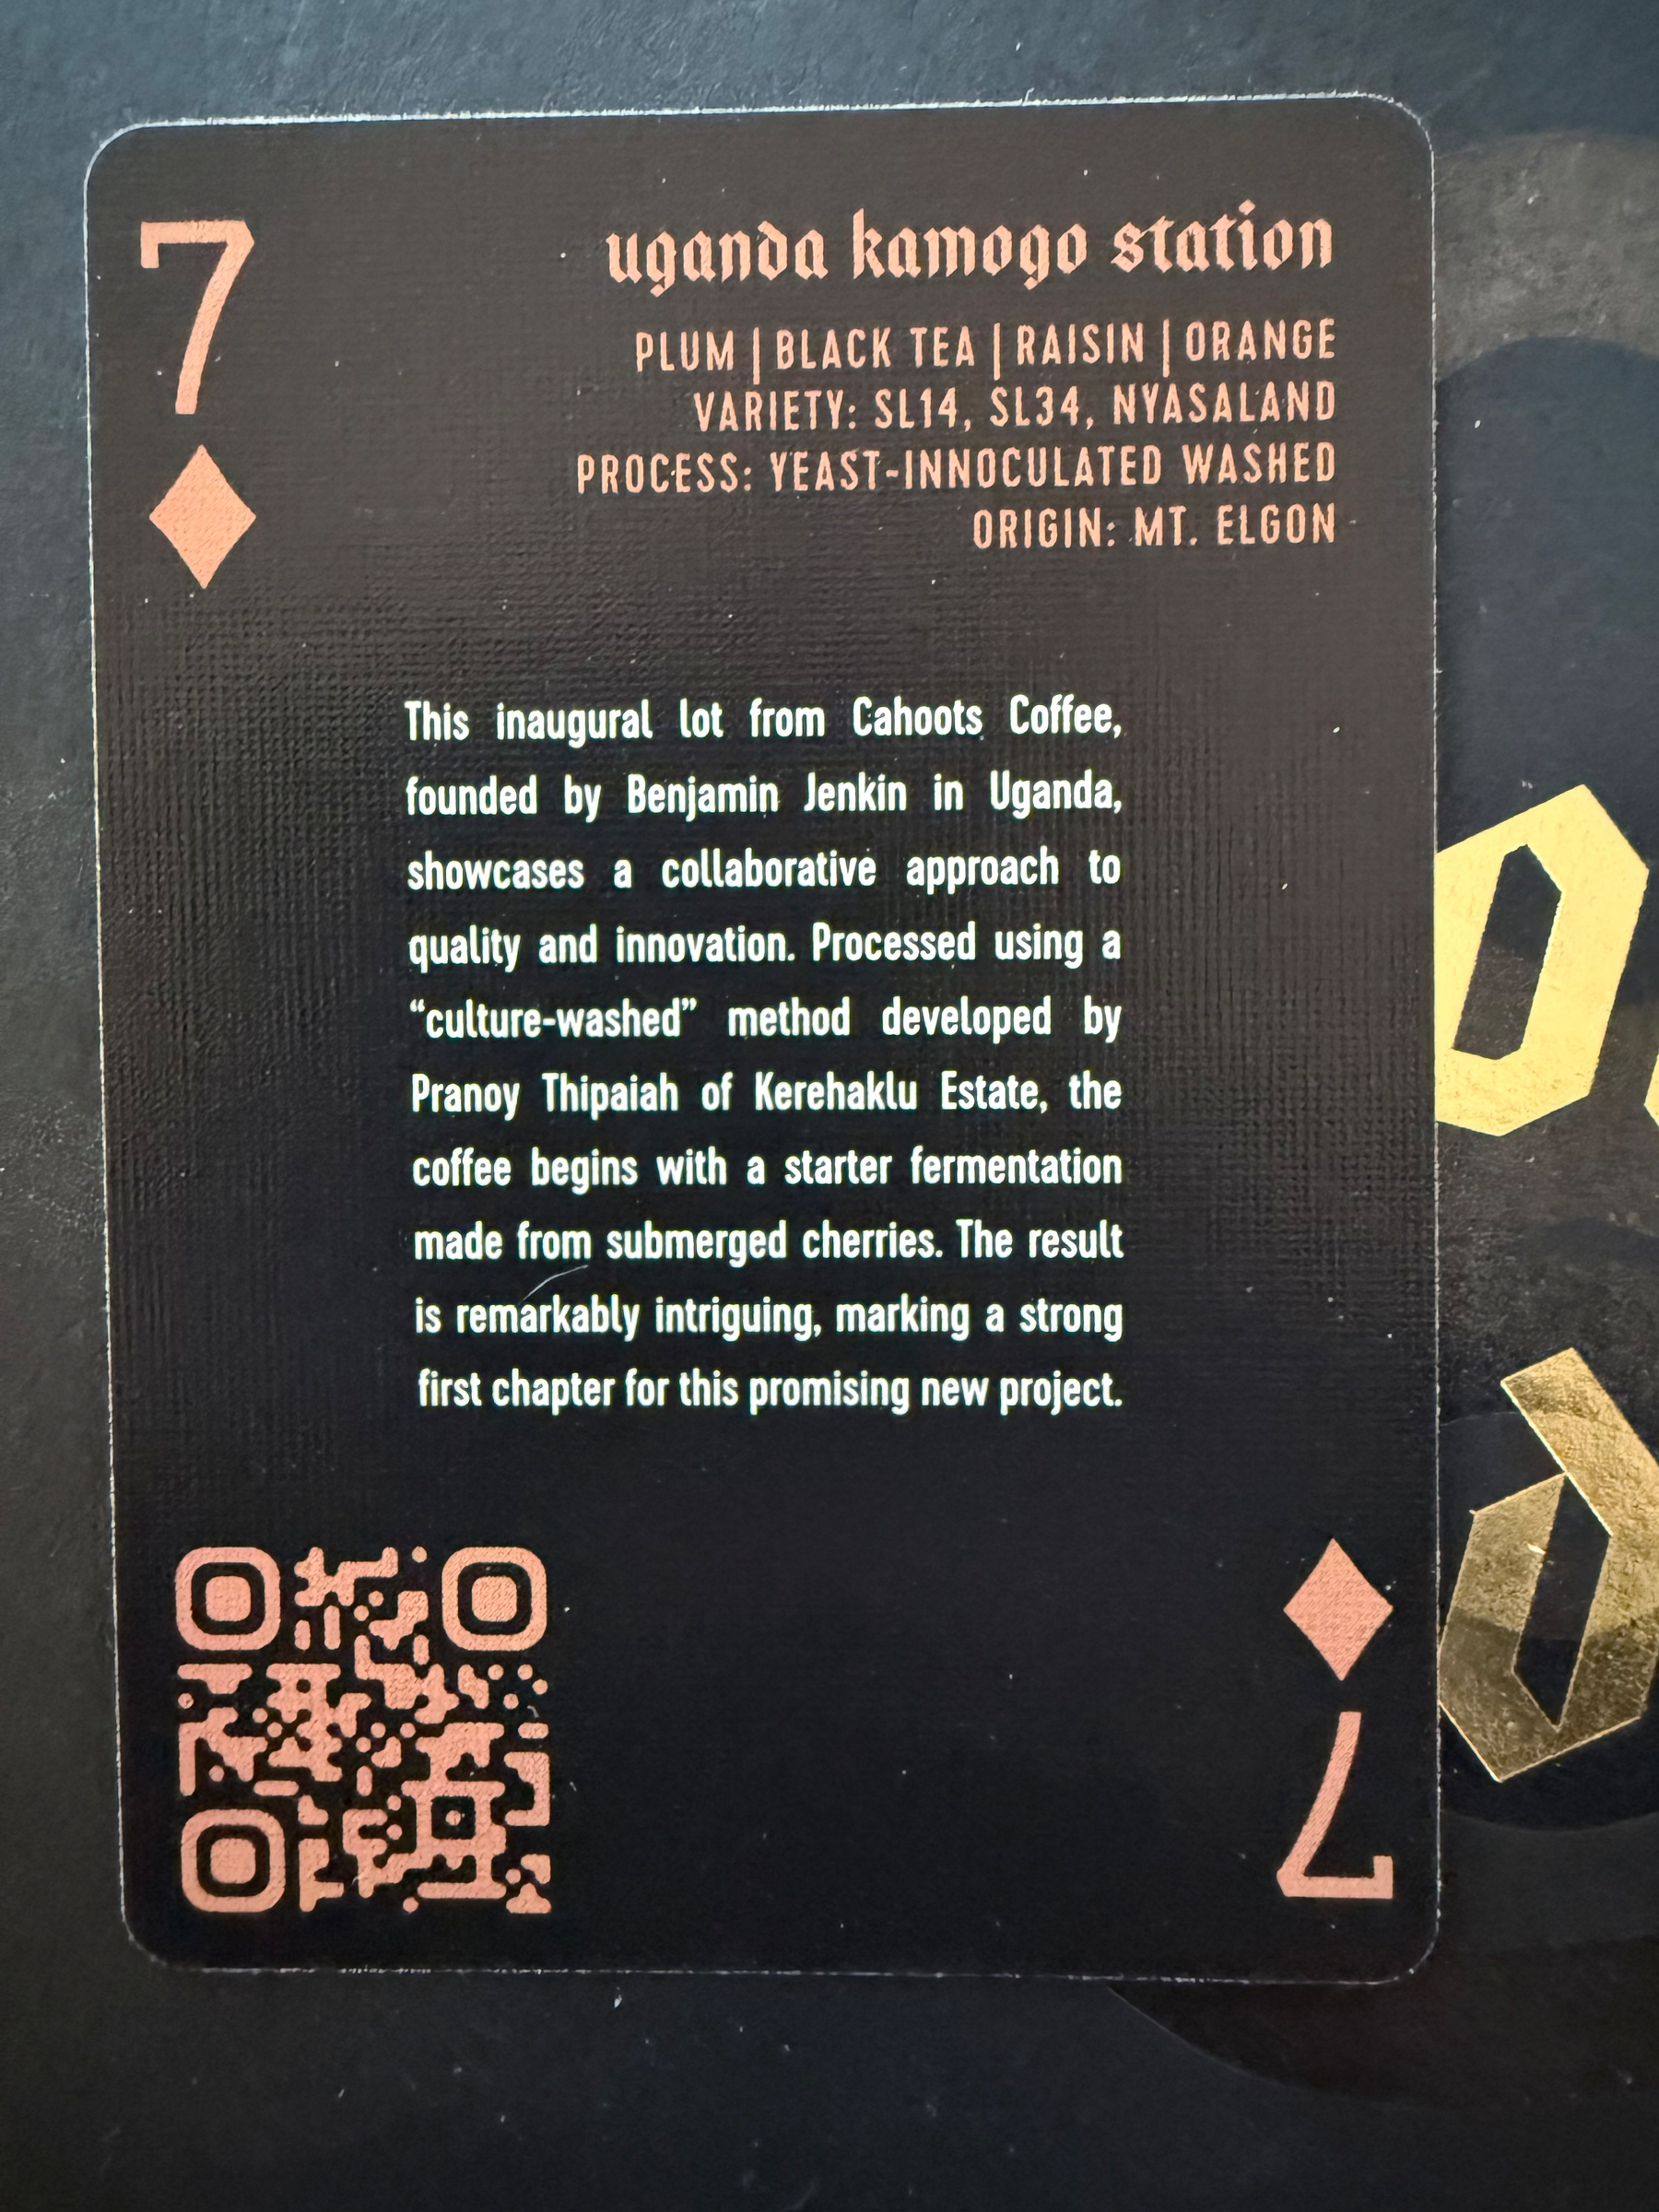 7
uganda kamogo station
PLUM | BLACK TEA | RAISIN | ORANGE
VARIETY: SL14, SL34, NYASALAND
PROCESS: YEAST-INNOCULATED WASHED
ORIGIN: MT. ELGON
This inaugural lot from Cahoots Coffee,
founded by Benjamin Jenkin in Uganda,
showcases a collaborative approach to
quality and innovation. Processed using a
“culture-washed” method developed by
Pranoy Thipaiah of Kerehaklu Estate, the
coffee begins with a starter fermentation
made from submerged cherries. The result
is remarkably intriguing, marking a strong
first chapter for this promising new project.
7